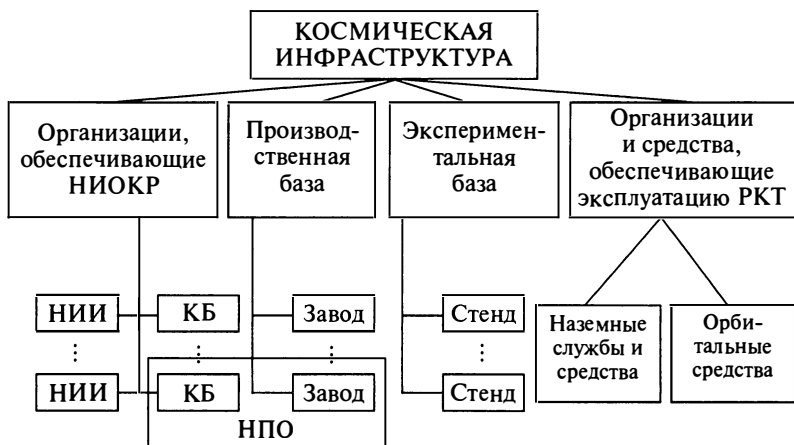 КОСМИЧЕСКАЯ
ИНФРАСТРУКТУРА
Организации,
обеспечивающие
НИОКР
Производ-
ственная
база
Эксперимен-
тальная
база
Организации
и средства,
обеспечивающие
эксплуатацию РКТ
НИИ
КБ
Завод
Стенд
НИИ
КБ
Завод
Стенд
НПО
Наземные
службы и
средства
Орби-
тальные
средства